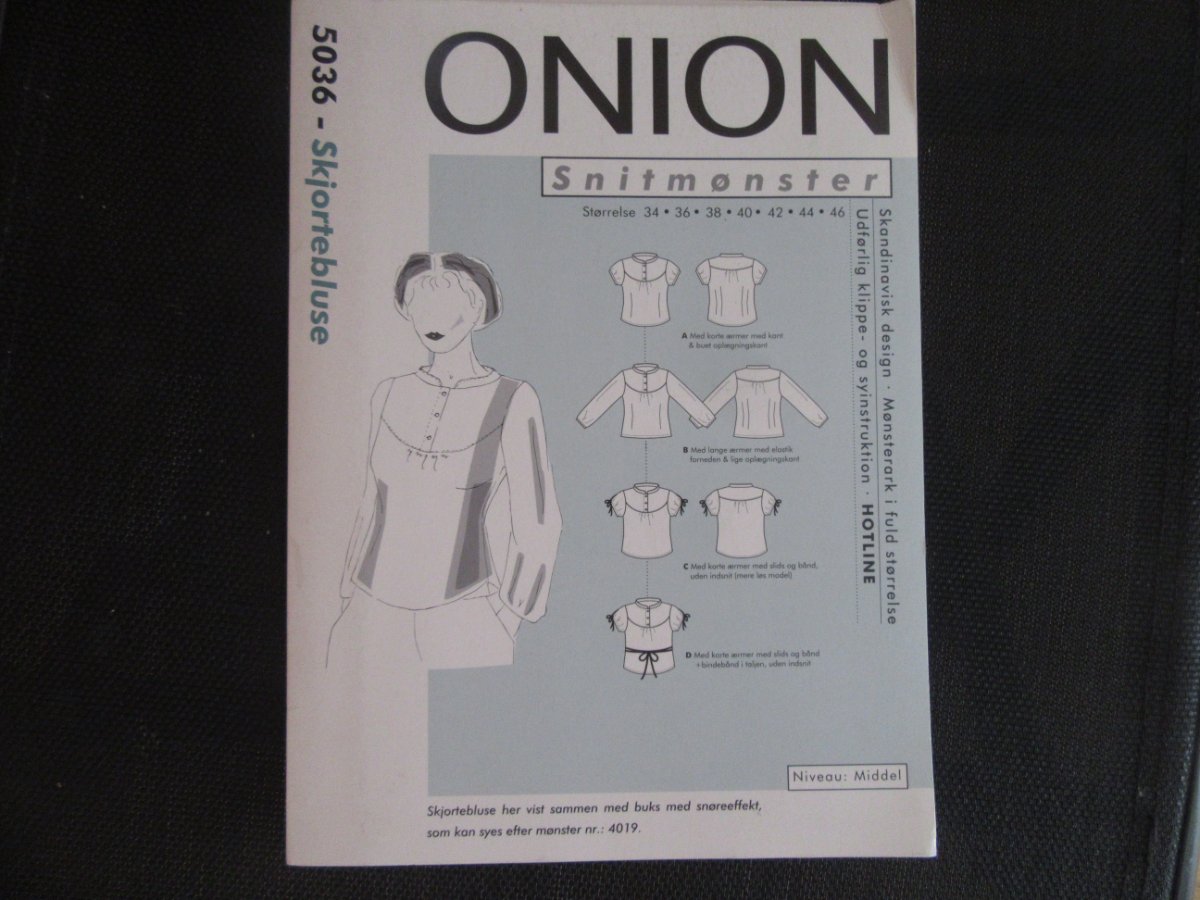 5036 - Skjortebluse
ONION
Snitmønster
Størrelse 34 • 36 • 38 • 40 • 42 • 44 • 46
Skandinavisk design · Mønsterark i fuld størrelse
Udførlig klippe- og syinstruktion · HOTLINE
A Med korte ærmer med kant
& buet oplægningskant
B Med lange ærmer med elastik
forneden & lige oplægningskant
C Med korte ærmer med slids og bånd,
uden indsnit (mere løs model)
D Med korte ærmer med slids og bånd
+bindebånd i taljen, uden indsnit
Niveau: Middel
Skjortebluse her vist sammen med buks med snøreeffekt,
som kan syes efter mønster nr.: 4019.